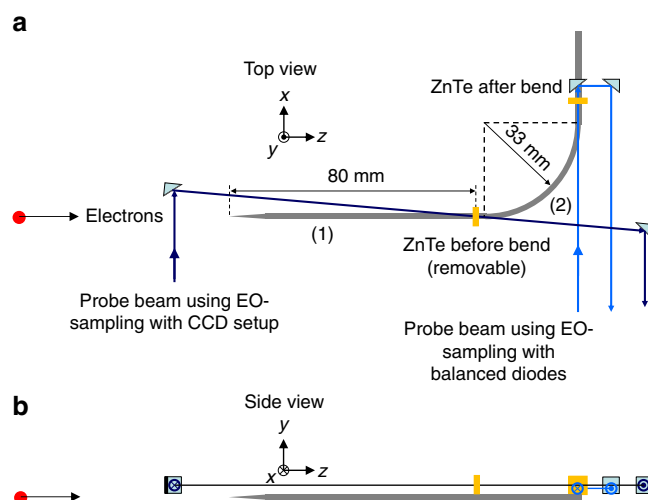 a
Top view
x
y
z
ZnTe after bend
33 mm
80 mm
Electrons
(1)
(2)
ZnTe before bend
(removable)
Probe beam using EO-
sampling with CCD setup
Probe beam using EO-
sampling with
balanced diodes
b
Side view
y
x
z